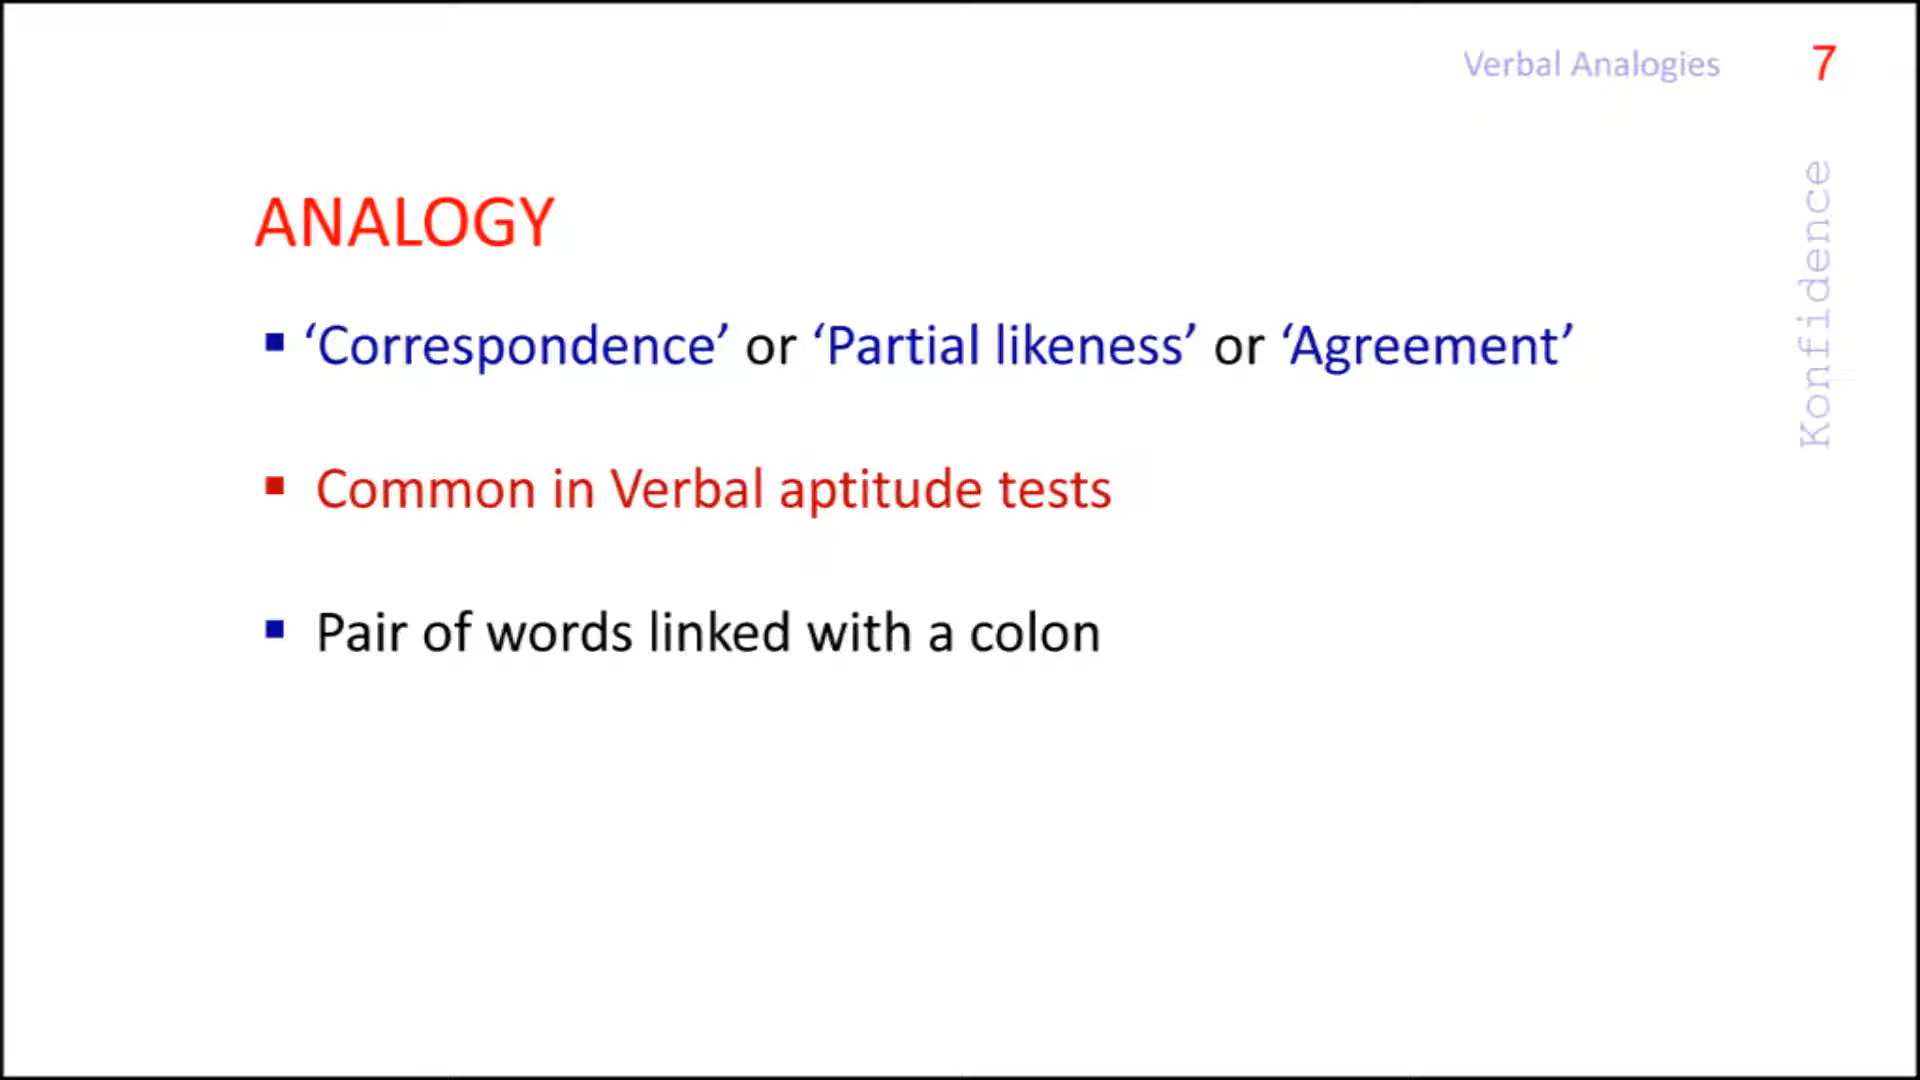 Verbal Analogies 7
Konfidence
ANALOGY
▪ ‘Correspondence’ or ‘Partial likeness’ or ‘Agreement’
▪ Common in Verbal aptitude tests
▪ Pair of words linked with a colon